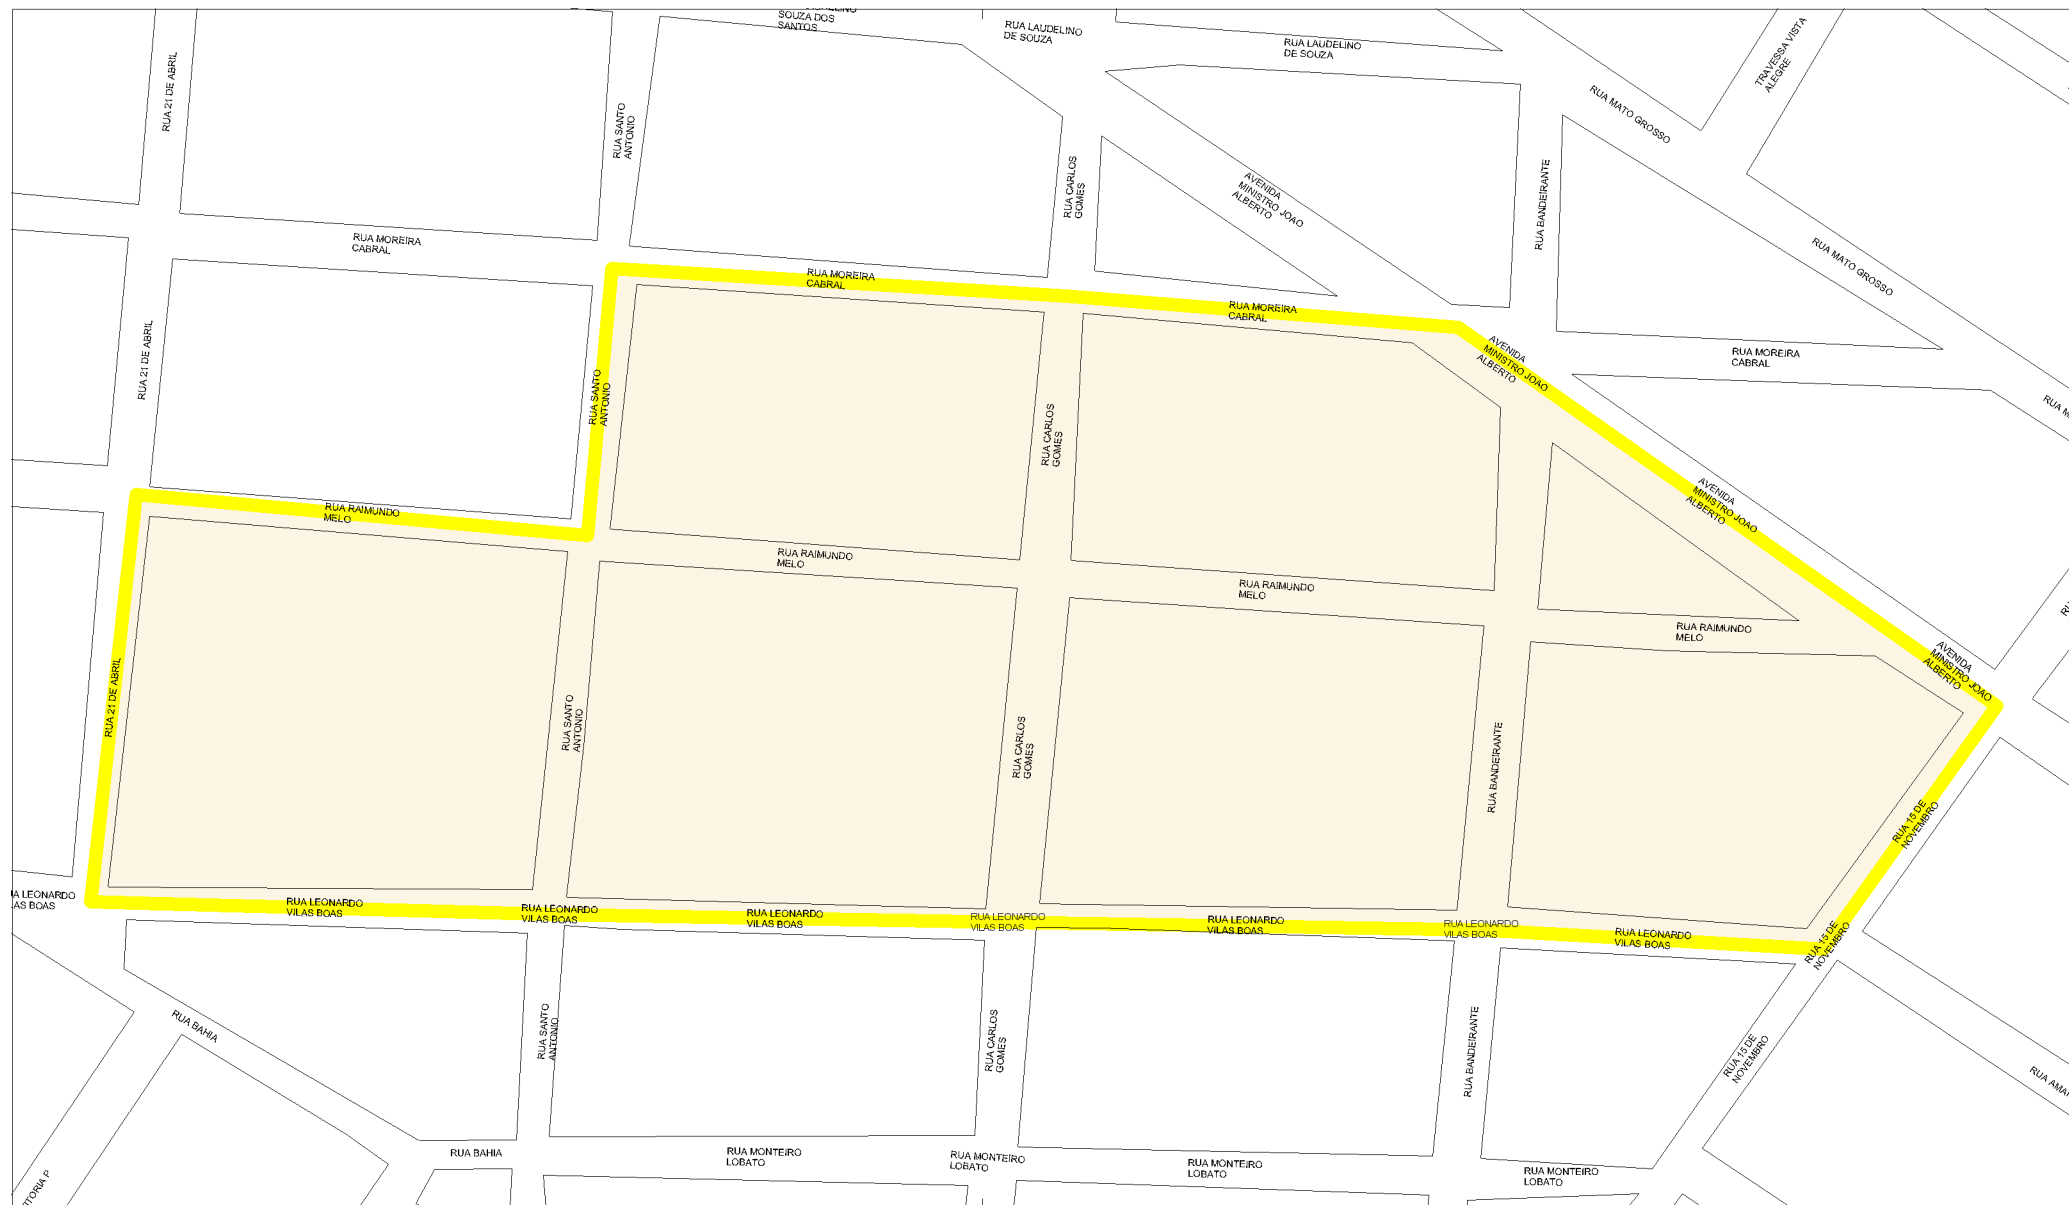 SOUZA DOS
SANTOS
RUA LAUDELINO
DE SOUZA
RUA LAUDELINO
DE SOUZA
TRAVESSA VISTA
ALEGRE
RUA 21 DE ABRIL
RUA SANTO
ANTONIO
RUA MATO GROSSO
RUA CARLOS
GOMES
AVENIDA
MINISTRO JOAO
ALBERTO
RUA BANDEIRANTE
RUA MOREIRA
CABRAL
RUA MATO GROSSO
RUA MOREIRA
CABRAL
RUA MOREIRA
CABRAL
RUA 21 DE ABRIL
RUA SANTO
ANTONIO
AVENIDA
MINISTRO JOAO
ALBERTO
RUA MOREIRA
CABRAL
RUA M
RUA CARLOS
GOMES
RUA RAIMUNDO
MELO
AVENIDA
MINISTRO JOAO
ALBERTO
RUA RAIMUNDO
MELO
RUA RAIMUNDO
MELO
RUA RAIMUNDO
MELO
AVENIDA
MINISTRO JOAO
ALBERTO
RUA 21 DE ABRIL
RUA SANTO
ANTONIO
RUA CARLOS
GOMES
RUA BANDEIRANTE
RUA 15 DE
NOVEMBRO
LEONARDO
BOAS
RUA LEONARDO
VILAS BOAS
RUA LEONARDO
VILAS BOAS
RUA LEONARDO
VILAS BOAS
RUA LEONARDO
VILAS BOAS
RUA LEONARDO
VILAS BOAS
RUA LEONARDO
VILAS BOAS
RUA LEONARDO
VILAS BOAS
RUA 15 DE
NOVEMBRO
RUA BAHIA
RUA SANTO
ANTONIO
RUA CARLOS
GOMES
RUA BANDEIRANTE
RUA 15 DE
NOVEMBRO
RUA AMA
RUA BAHIA
RUA MONTEIRO
LOBATO
RUA MONTEIRO
LOBATO
RUA MONTEIRO
LOBATO
RUA MONTEIRO
LOBATO